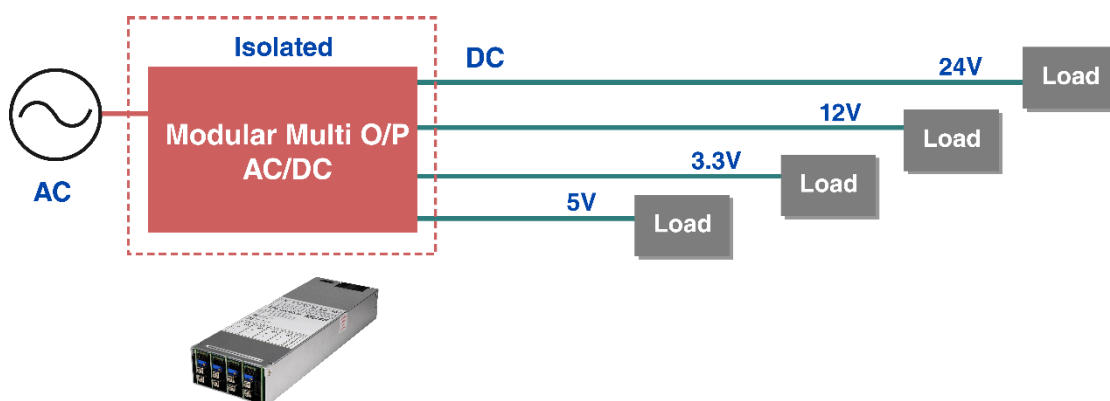 Isolated
DC
24V
Load
12V
Load
Modular Multi O/P
AC/DC
3.3V
Load
AC
5V
Load